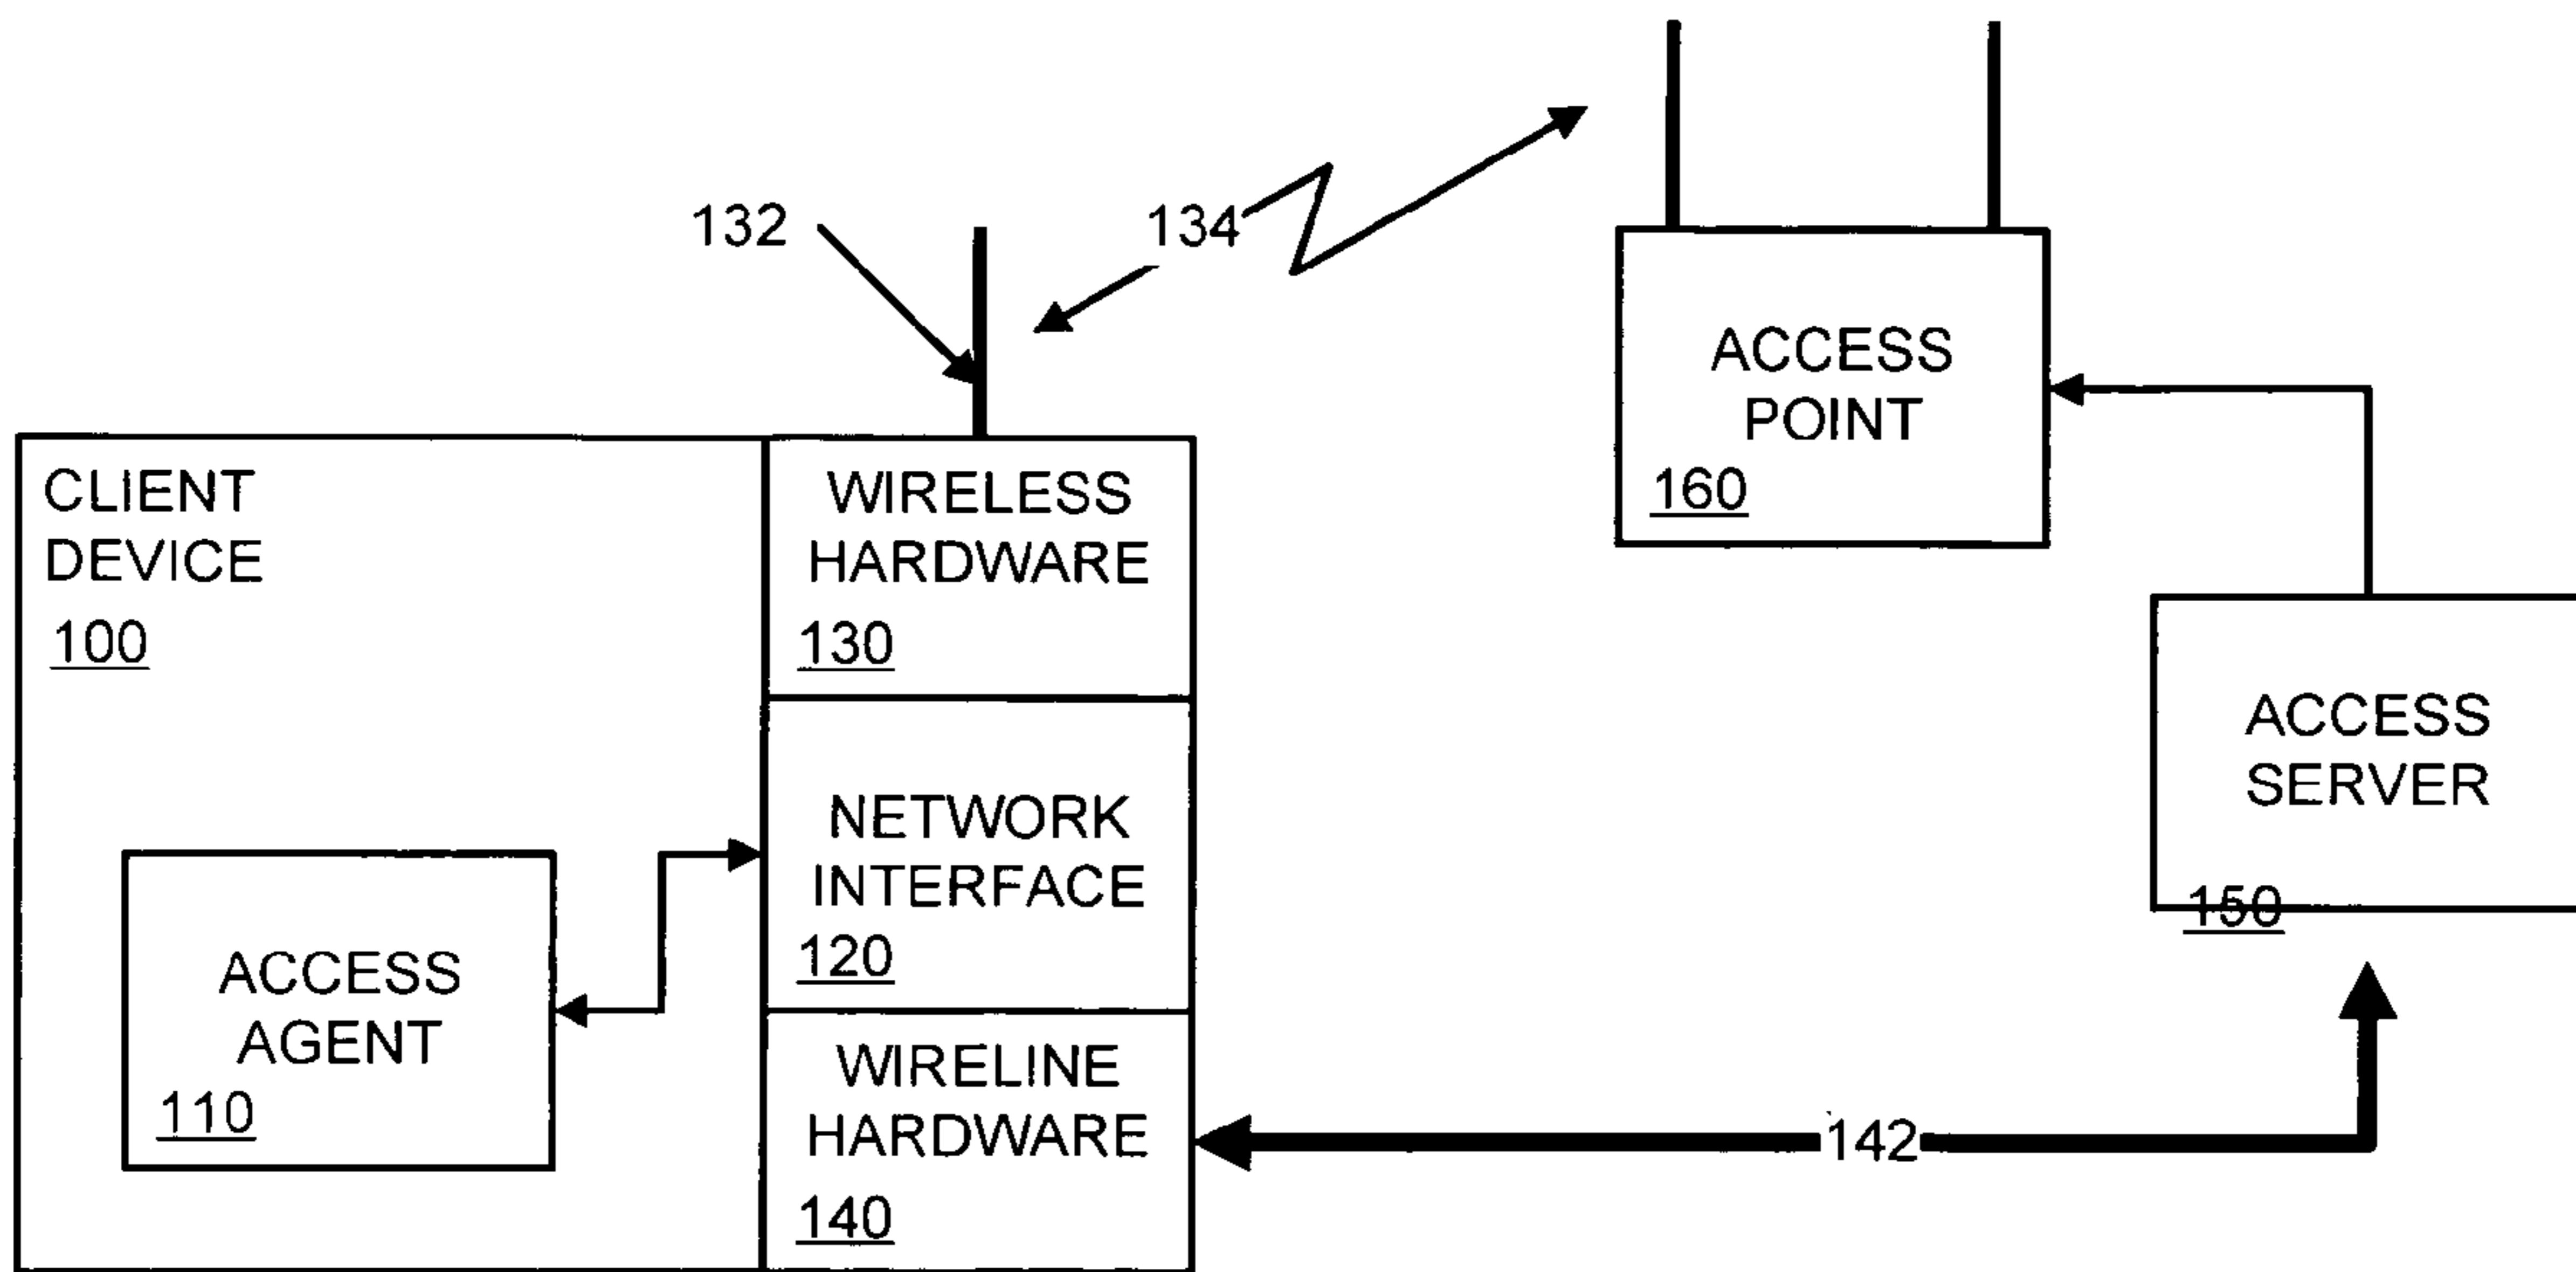 132
134
ACCESS
POINT
160
CLIENT
DEVICE
100
WIRELESS
HARDWARE
130
ACCESS
SERVER
150
NETWORK
INTERFACE
120
ACCESS
AGENT
110
WIRELINE
HARDWARE
140
142